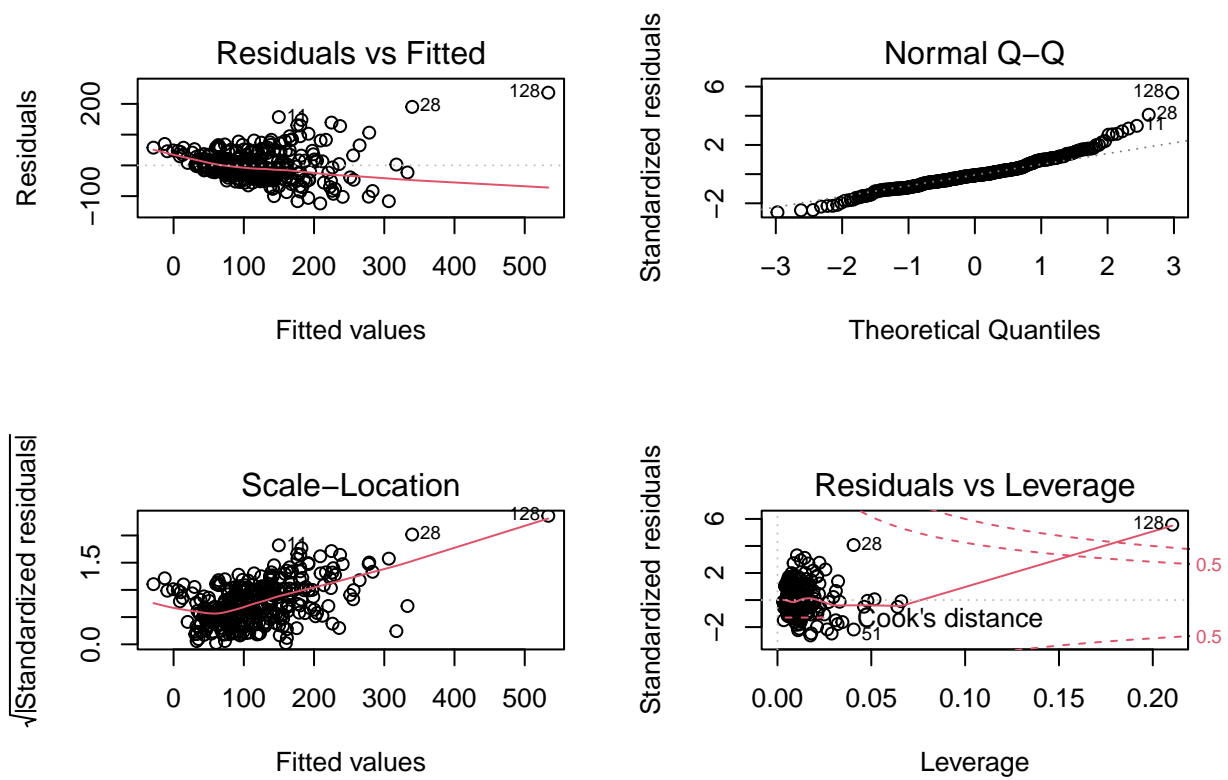 Residuals vs Fitted
Residuals
200
−100
128
28
11
0 100 200 300 400 500
Fitted values
Normal Q−Q
Standardized residuals
6
2
−2
128
28
11
−3 −2 −1 0 1 2 3
Theoretical Quantiles
Scale−Location
√|Standardized residuals|
1.5
0.0
128
28
11
0 100 200 300 400 500
Fitted values
Residuals vs Leverage
Standardized residuals
6
2
−2
128
28
51
Cook's distance
0.5
0.5
0.00 0.05 0.10 0.15 0.20
Leverage